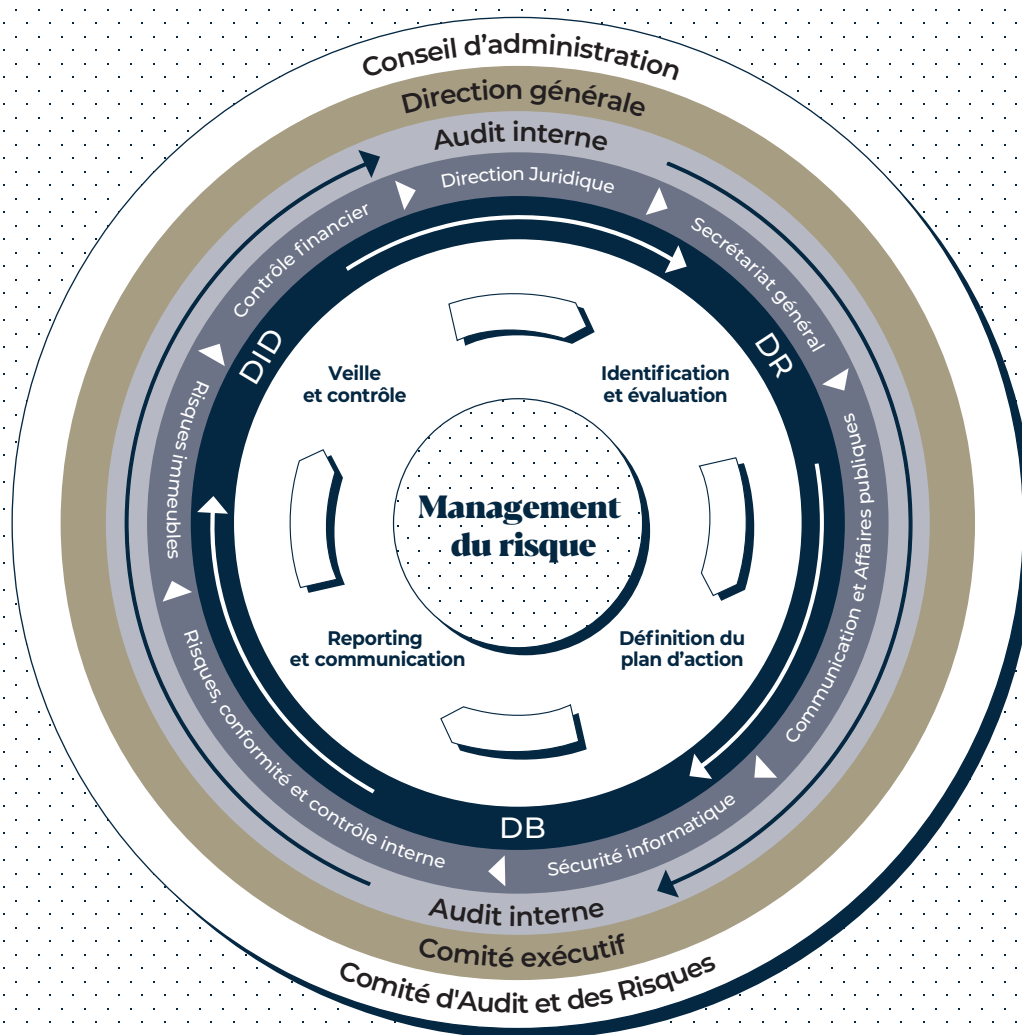 Conseil d'administration
Direction générale
Audit interne
Direction Juridique
Secrétariat général
Communication et Affaires publiques
Sécurité informatique
Risques, conformité et contrôle interne
Risques immeubles
Contrôle financier
DID
DR
DB
Veille
et contrôle
Identification
et évaluation
Management
du risque
Reporting
et communication
Définition du
plan d'action
Audit interne
Comité exécutif
Comité d'Audit et des Risques